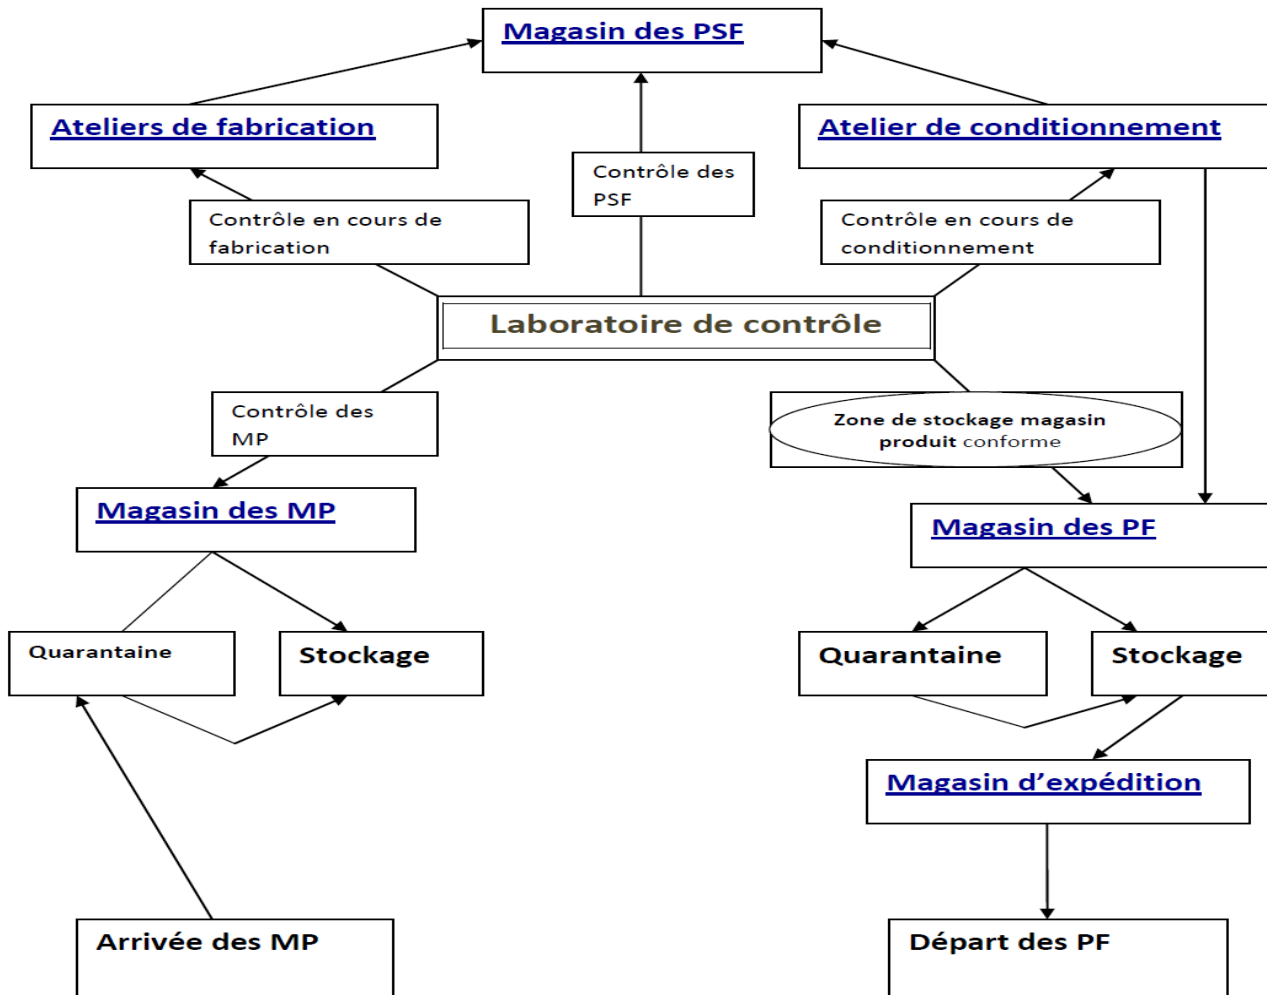 Magasin des PSF
Ateliers de fabrication
Atelier de conditionnement
Contrôle des
PSF
Contrôle en cours de
fabrication
Contrôle en cours de
conditionnement
Laboratoire de contrôle
Contrôle des
MP
Zone de stockage magasin
produit conforme
Magasin des MP
Magasin des PF
Quarantaine
Stockage
Quarantaine
Stockage
Magasin d’expédition
Arrivée des MP
Départ des PF